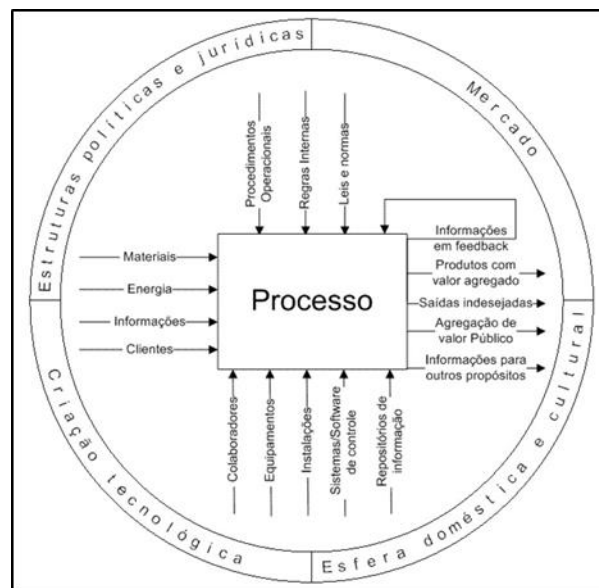 Estruturas políticas e jurídicas
Mercado
Procedimentos
Operacionais
Regras Internas
Leis e normas
Informações
em feedback
Materiais
Energia
Informações
Clientes
Processo
Produtos com
valor agregado
Saídas indesejadas
Agregação de
valor Público
Informações para
outros propósitos
Colaboradores
Equipamentos
Instalações
Sistemas/Software
de controle
Repositórios de
informação
Criação tecnológica
Esfera doméstica e cultural